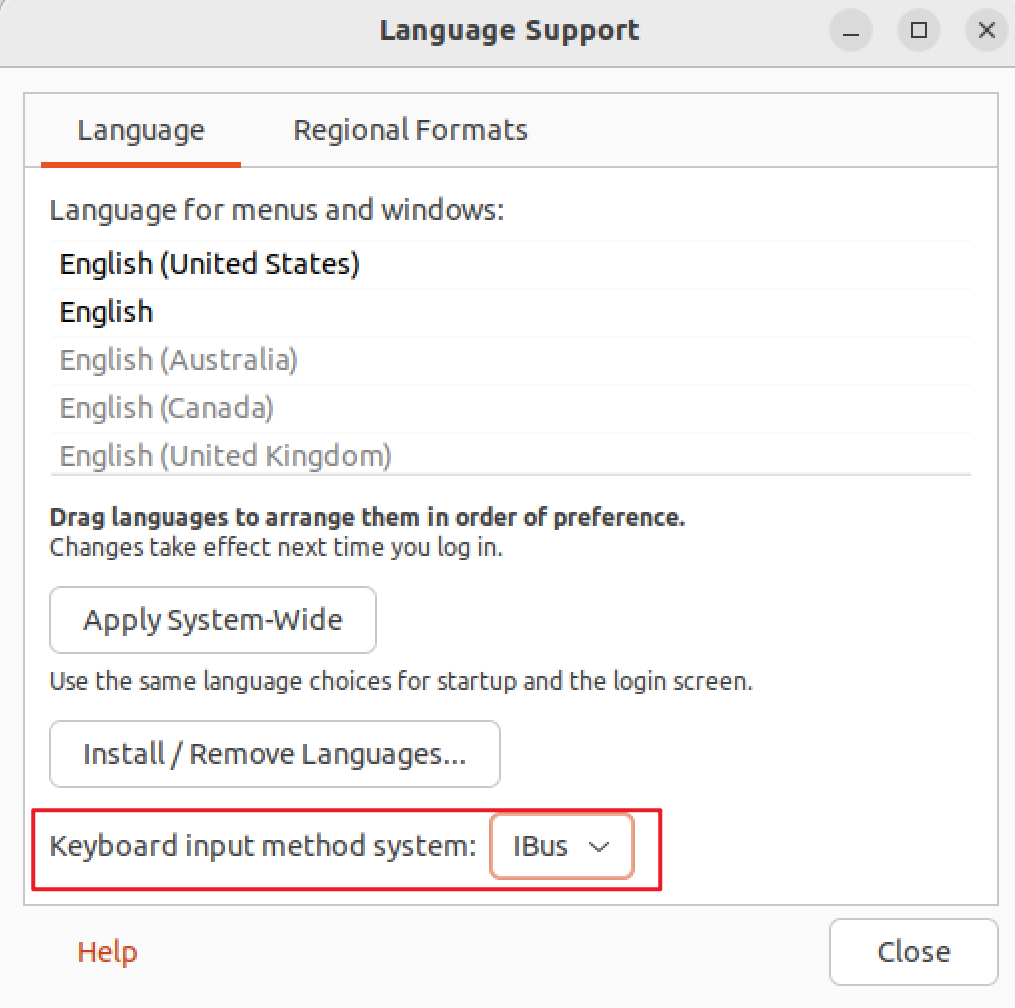 Language Support
Language
Regional Formats
Language for menus and windows:
English (United States)
English
English (Australia)
English (Canada)
English (United Kingdom)
Drag languages to arrange them in order of preference.
Changes take effect next time you log in.
Apply System-Wide
Use the same language choices for startup and the login screen.
Install / Remove Languages...
Keyboard input method system: IBus
Help
Close